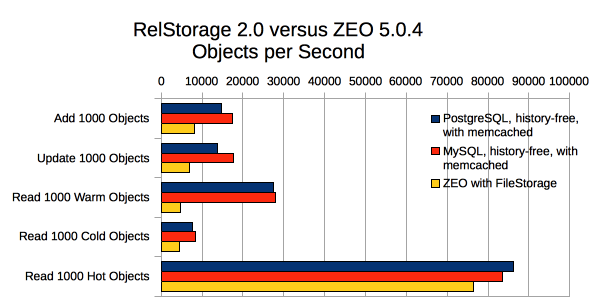 RelStorage 2.0 versus ZEO 5.0.4
Objects per Second
0 10000 20000 30000 40000 50000 60000 70000 80000 90000 100000
Add 1000 Objects
Update 1000 Objects
Read 1000 Warm Objects
Read 1000 Cold Objects
Read 1000 Hot Objects
PostgreSQL, history-free,
with memcached
MySQL, history-free, with
memcached
ZEO with FileStorage